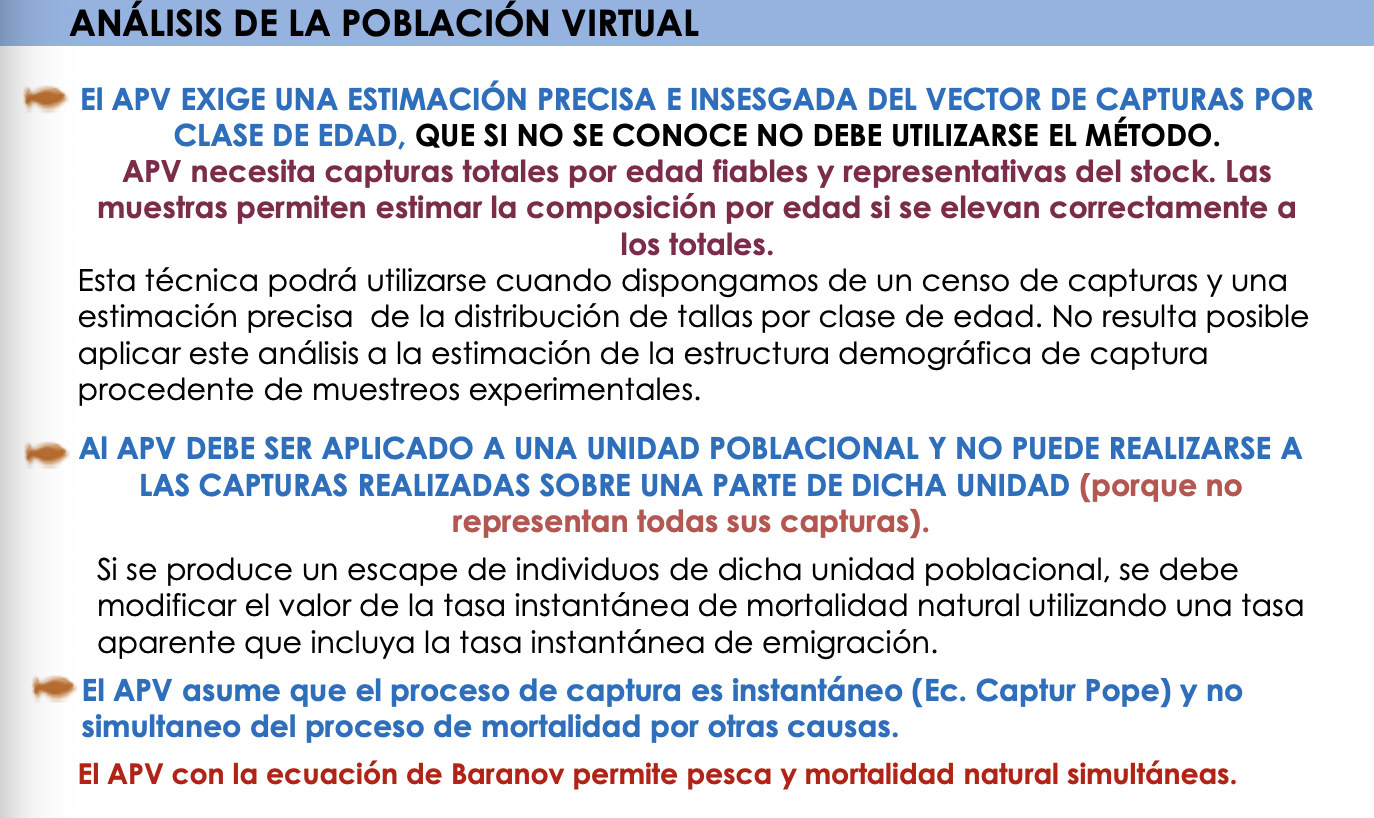 ANÁLISIS DE LA POBLACIÓN VIRTUAL
El APV EXIGE UNA ESTIMACIÓN PRECISA E INSESGADA DEL VECTOR DE CAPTURAS POR
CLASE DE EDAD, QUE SI NO SE CONOCE NO DEBE UTILIZARSE EL MÉTODO.
APV necesita capturas totales por edad fiables y representativas del stock. Las
muestras permiten estimar la composición por edad si se elevan correctamente a
los totales.
Esta técnica podrá utilizarse cuando dispongamos de un censo de capturas y una
estimación precisa  de la distribución de tallas por clase de edad. No resulta posible
aplicar este análisis a la estimación de la estructura demográfica de captura
procedente de muestreos experimentales.
Al APV DEBE SER APLICADO A UNA UNIDAD POBLACIONAL Y NO PUEDE REALIZARSE A
LAS CAPTURAS REALIZADAS SOBRE UNA PARTE DE DICHA UNIDAD (porque no
representan todas sus capturas).
Si se produce un escape de individuos de dicha unidad poblacional, se debe
modificar el valor de la tasa instantánea de mortalidad natural utilizando una tasa
aparente que incluya la tasa instantánea de emigración.
El APV asume que el proceso de captura es instantáneo (Ec. Captur Pope) y no
simultaneo del proceso de mortalidad por otras causas.
El APV con la ecuación de Baranov permite pesca y mortalidad natural simultáneas.